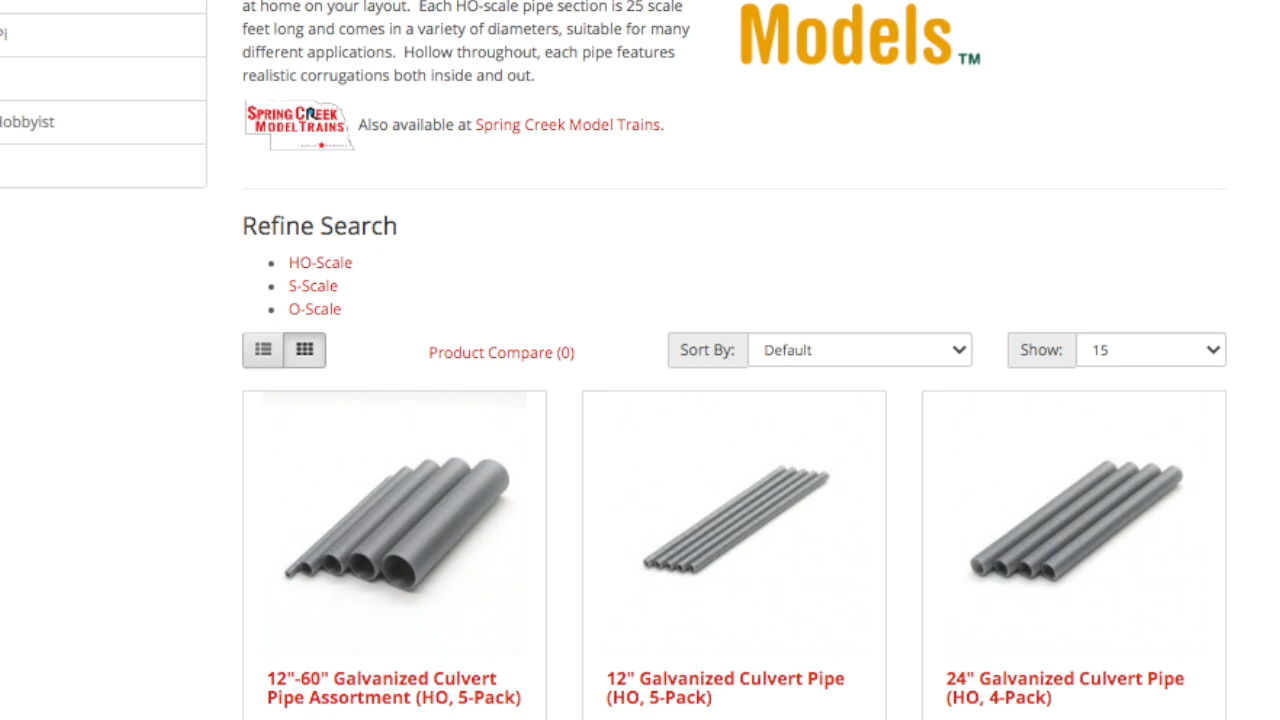 at home on your layout. Each HO-scale pipe section is 25 scale
feet long and comes in a variety of diameters, suitable for many
different applications. Hollow throughout, each pipe features
realistic corrugations both inside and out.
Models™
Pi
Hobbyist
SPRING CREEK
MODEL TRAINS
Also available at Spring Creek Model Trains.
Refine Search
• HO-Scale
• S-Scale
• O-Scale
Product Compare (0)
Sort By: Default
Show: 15
12"-60" Galvanized Culvert
Pipe Assortment (HO, 5-Pack)
12" Galvanized Culvert Pipe
(HO, 5-Pack)
24" Galvanized Culvert Pipe
(HO, 4-Pack)